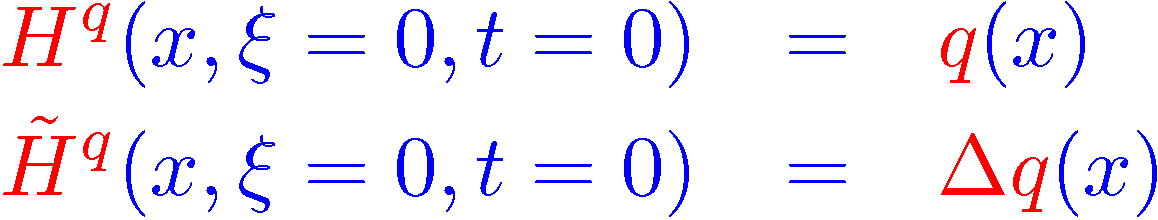 H^q(x, ξ = 0, t = 0) = q(x)
H̃^q(x, ξ = 0, t = 0) = Δq(x)